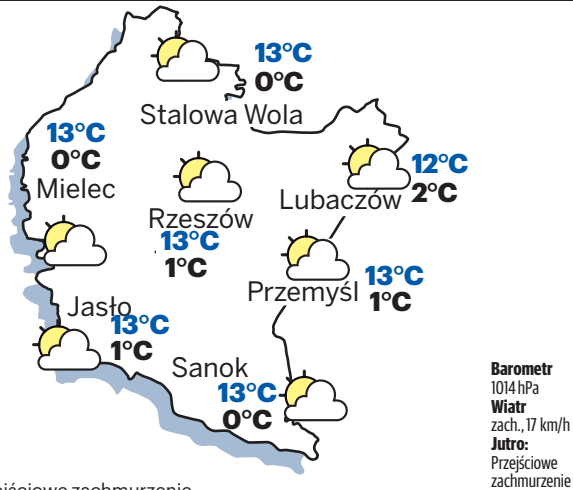 13°C
0°C
Stalowa Wola
13°C
0°C
Mielec
12°C
2°C
Lubaczów
Rzeszów
13°C
1°C
Przemyśl
13°C
1°C
Jasło
13°C
1°C
Sanok
13°C
0°C
Barometr
1014 hPa
Wiatr
zach., 17 km/h
Jutro:
Przejściowe
zachmurzenie
zachmurzenie